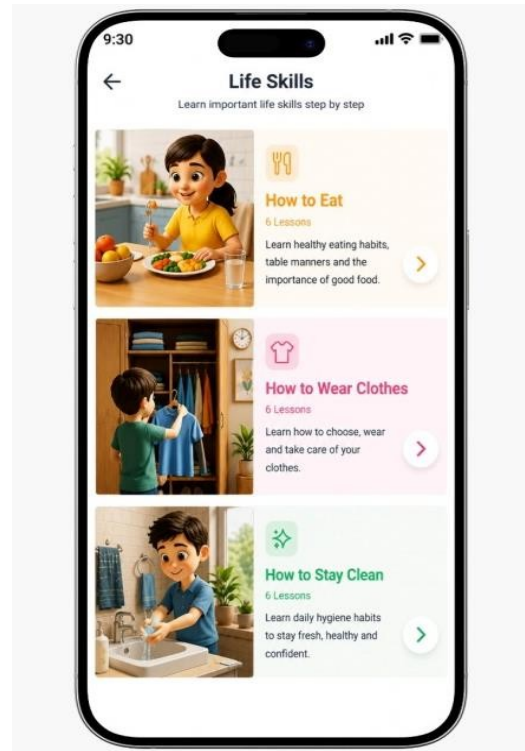 9:30
Life Skills
Learn important life skills step by step
How to Eat
6 Lessons
Learn healthy eating habits,
table manners and the
importance of good food.
How to Wear Clothes
6 Lessons
Learn how to choose, wear
and take care of your
clothes.
How to Stay Clean
6 Lessons
Learn daily hygiene habits
to stay fresh, healthy and
confident.